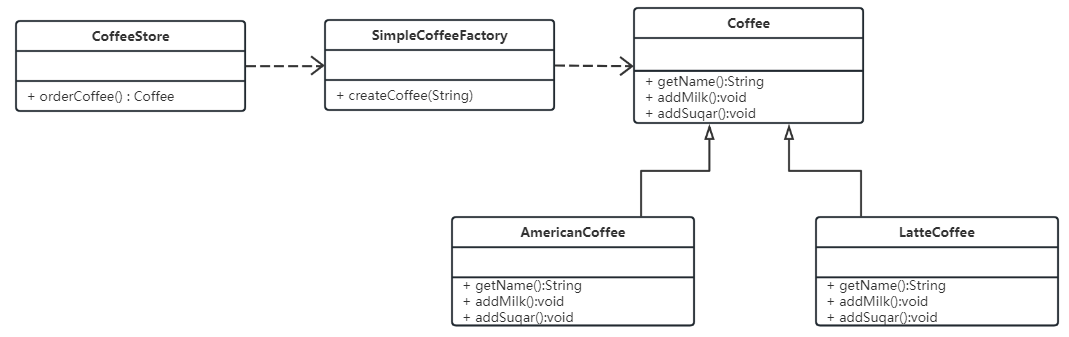 CoffeeStore
+ orderCoffee() : Coffee
SimpleCoffeeFactory
+ createCoffee(String)
Coffee
+ getName():String
+ addMilk():void
+ addSuqar():void
AmericanCoffee
+ getName():String
+ addMilk():void
+ addSuqar():void
LatteCoffee
+ getName():String
+ addMilk():void
+ addSuqar():void